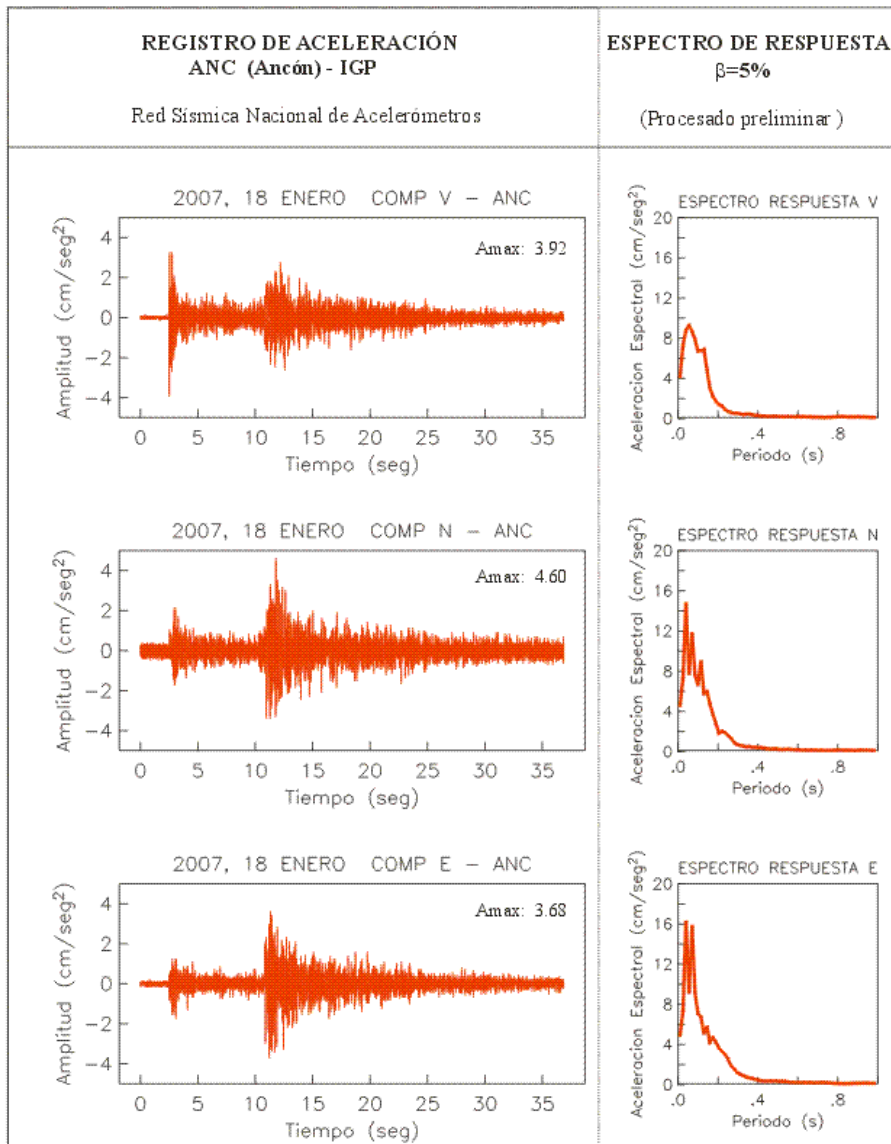 REGISTRO DE ACELERACIÓN
ANC (Ancón) - IGP
Red Sísmica Nacional de Acelerómetros
ESPECTRO DE RESPUESTA
β=5%
(Procesado preliminar )
2007, 18 ENERO COMP V – ANC
Amax: 3.92
Amplitud (cm/seg²)
4
2
0
−2
−4
0 5 10 15 20 25 30 35
Tiempo (seg)
ESPECTRO RESPUESTA V
Aceleracion Espectral (cm/seg²)
20
16
12
8
4
0
.0 .4 .8
Periodo (s)
2007, 18 ENERO COMP N – ANC
Amax: 4.60
Amplitud (cm/seg²)
4
2
0
−2
−4
0 5 10 15 20 25 30 35
Tiempo (seg)
ESPECTRO RESPUESTA N
Aceleracion Espectral (cm/seg²)
20
16
12
8
4
0
.0 .4 .8
Periodo (s)
2007, 18 ENERO COMP E – ANC
Amax: 3.68
Amplitud (cm/seg²)
4
2
0
−2
−4
0 5 10 15 20 25 30 35
Tiempo (seg)
ESPECTRO RESPUESTA E
Aceleracion Espectral (cm/seg²)
20
16
12
8
4
0
.0 .4 .8
Periodo (s)